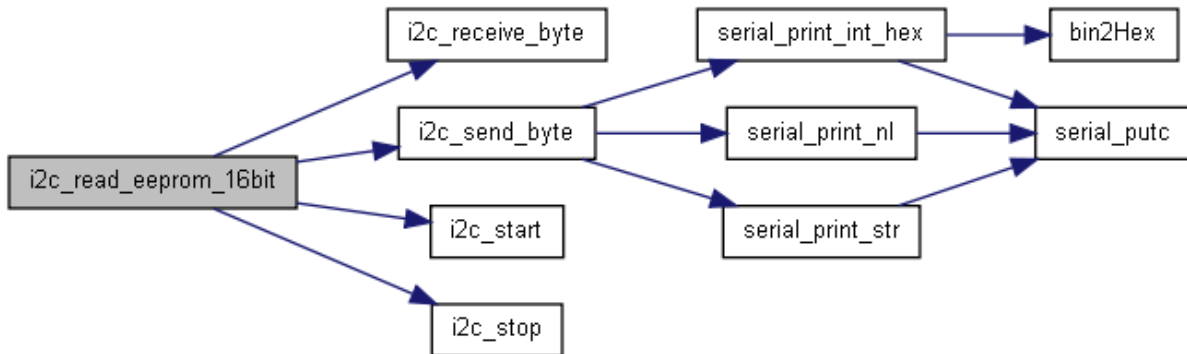 i2c_receive_byte
serial_print_int_hex
bin2Hex
i2c_send_byte
serial_print_nl
serial_putc
i2c_read_eeprom_16bit
i2c_start
serial_print_str
i2c_stop